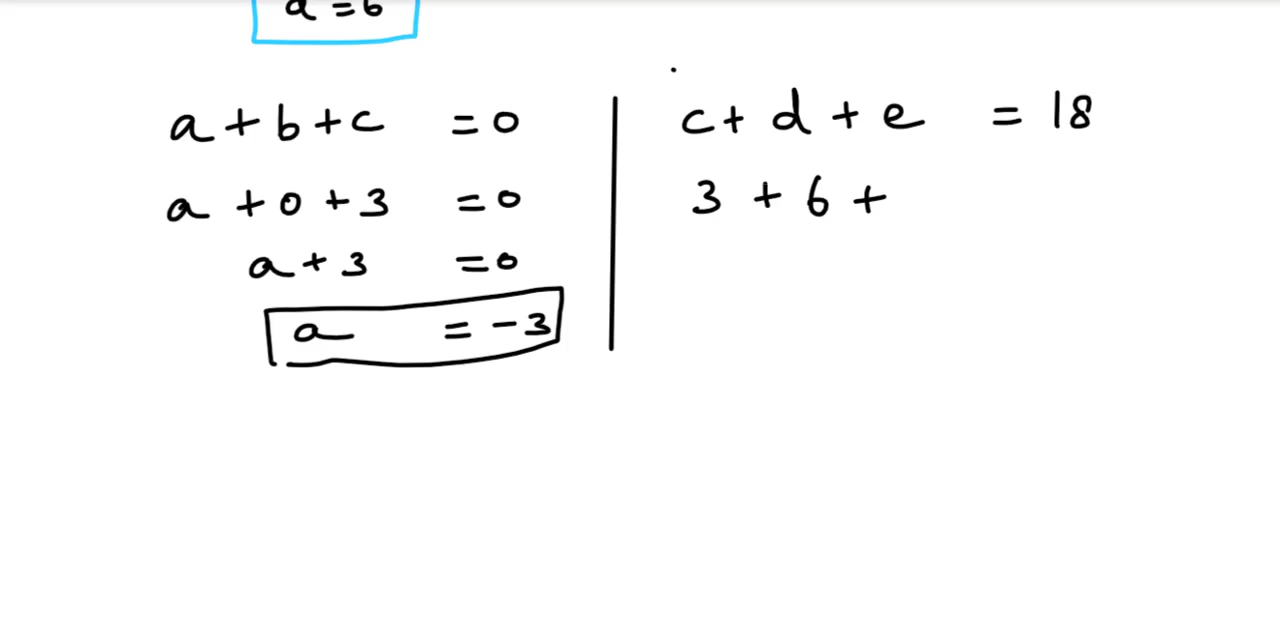 a = 6
a + b + c = 0
a + 0 + 3 = 0
a + 3 = 0
a = - 3
c + d + e = 18
3 + 6 +